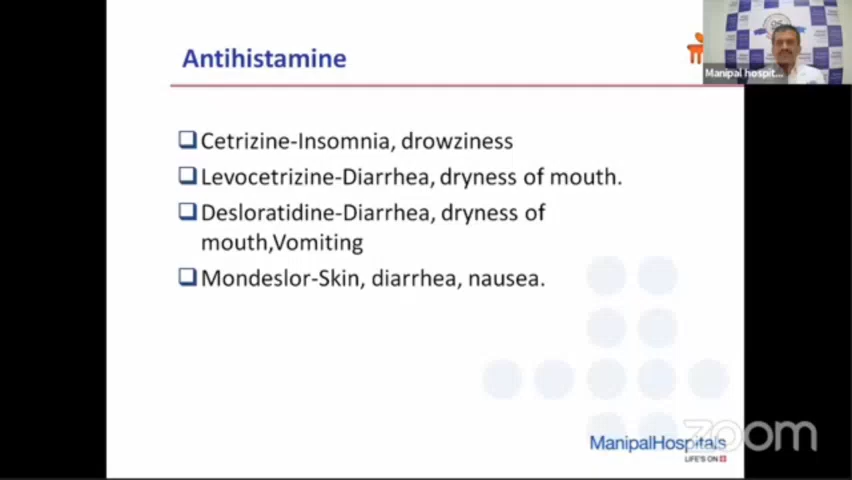 Antihistamine
Manipal hospit...
Cetrizine-Insomnia, drowziness
Levocetrizine-Diarrhea, dryness of mouth.
Desloratidine-Diarrhea, dryness of
mouth,Vomiting
Mondeslor-Skin, diarrhea, nausea.
ManipalHospitals
LIFE'S ON
zoom